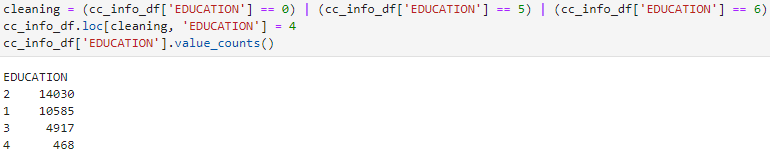 cleaning = (cc_info_df['EDUCATION'] == 0) | (cc_info_df['EDUCATION'] == 5) | (cc_info_df['EDUCATION'] == 6)
cc_info_df.loc[cleaning, 'EDUCATION'] = 4
cc_info_df['EDUCATION'].value_counts()
EDUCATION
2    14030
1    10585
3     4917
4      468